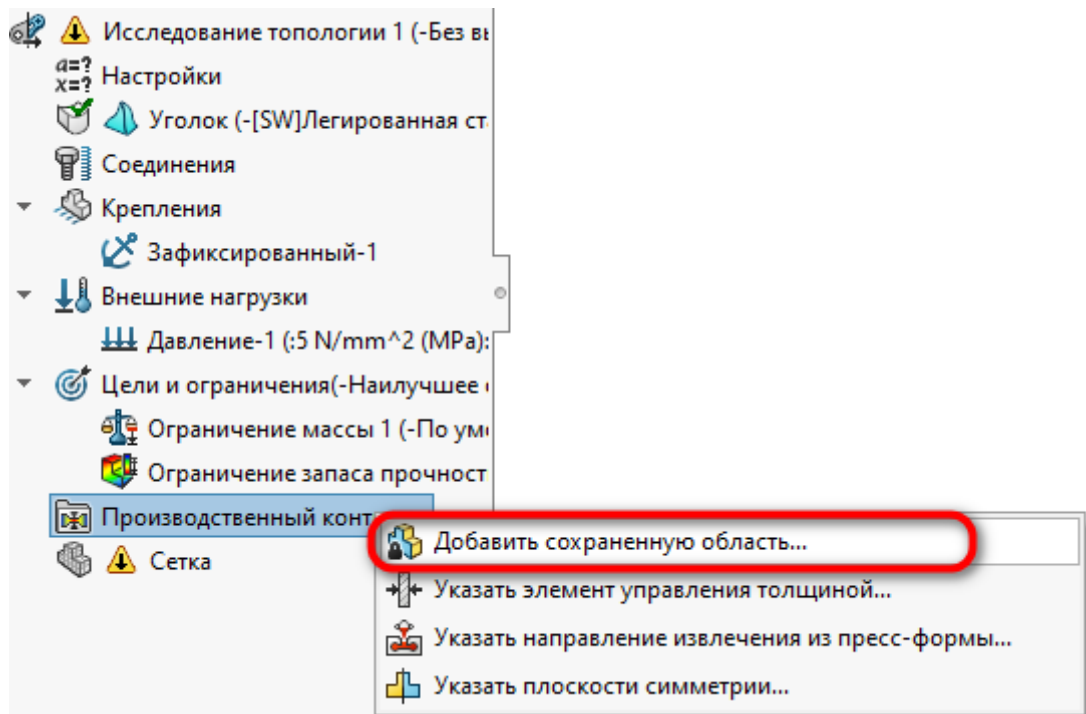 Исследование топологии 1 (-Без вы
a=?
x=? Настройки
Уголок (-[SW]Легированная ст
Соединения
Крепления
Зафиксированный-1
Внешние нагрузки
Давление-1 (:5 N/mm^2 (MPa):
Цели и ограничения(-Наилучшее
Ограничение массы 1 (-По ум
Ограничение запаса прочност
Производственный конт
Добавить сохраненную область...
Сетка
Указать элемент управления толщиной...
Указать направление извлечения из пресс-формы...
Указать плоскости симметрии...